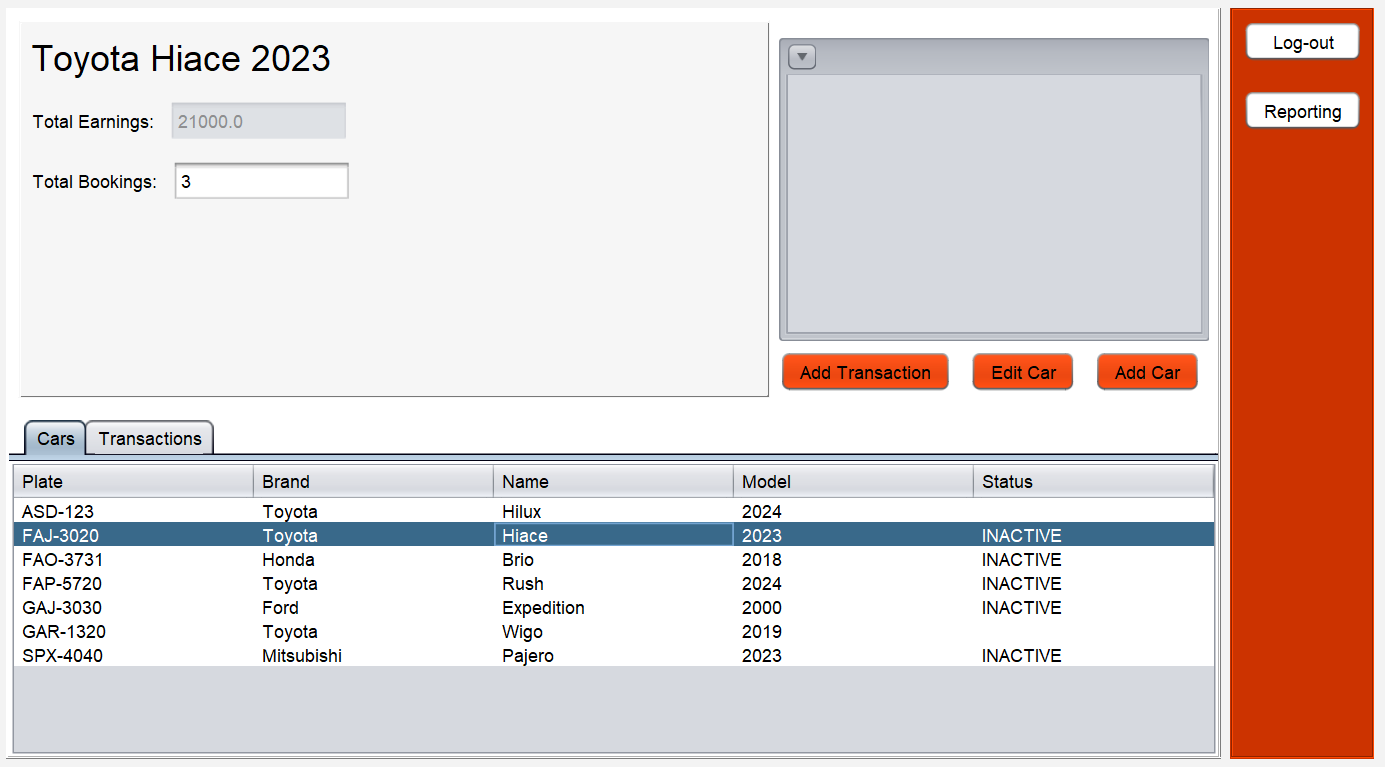 Toyota Hiace 2023
Total Earnings: 21000.0
Total Bookings: 3
Log-out
Reporting
Add Transaction Edit Car Add Car
Cars Transactions
Plate Brand Name Model Status
ASD-123 Toyota Hilux 2024
FAJ-3020 Toyota Hiace 2023 INACTIVE
FAO-3731 Honda Brio 2018 INACTIVE
FAP-5720 Toyota Rush 2024 INACTIVE
GAJ-3030 Ford Expedition 2000 INACTIVE
GAR-1320 Toyota Wigo 2019
SPX-4040 Mitsubishi Pajero 2023 INACTIVE